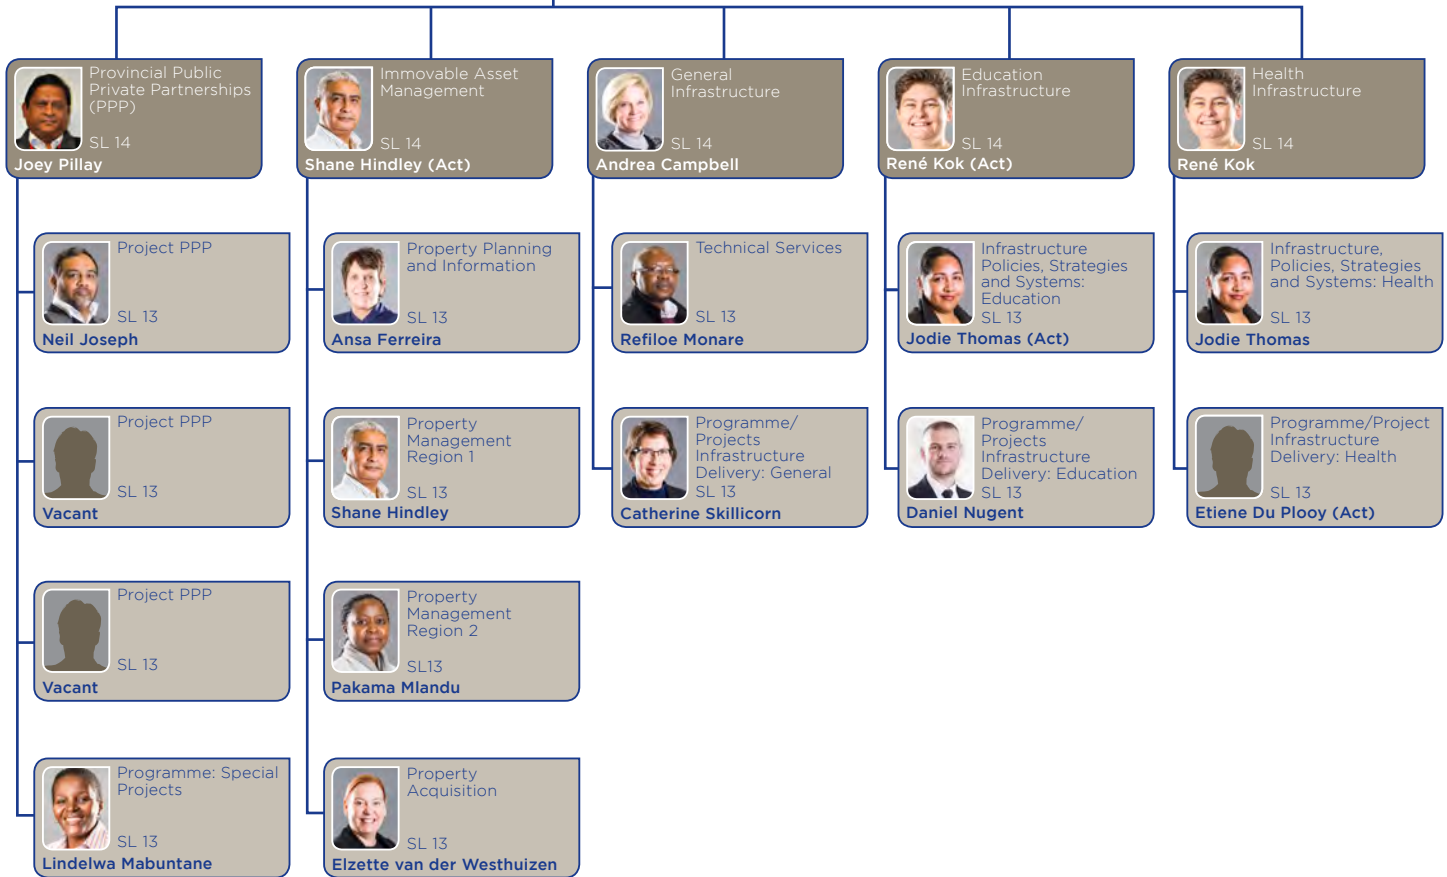 Provincial Public
Private Partnerships
(PPP)
SL 14
Joey Pillay
Immovable Asset
Management
SL 14
Shane Hindley (Act)
General
Infrastructure
SL 14
Andrea Campbell
Education
Infrastructure
SL 14
René Kok (Act)
Health
Infrastructure
SL 14
René Kok
Project PPP
SL 13
Neil Joseph
Property Planning
and Information
SL 13
Ansa Ferreira
Technical Services
SL 13
Refiloe Monare
Infrastructure
Policies, Strategies
and Systems:
Education
SL 13
Jodie Thomas (Act)
Infrastructure,
Policies, Strategies
and Systems: Health
SL 13
Jodie Thomas
Project PPP
SL 13
Vacant
Property
Management
Region 1
SL 13
Shane Hindley
Programme/
Projects
Infrastructure
Delivery: General
SL 13
Catherine Skillicorn
Programme/
Projects
Infrastructure
Delivery: Education
SL 13
Daniel Nugent
Programme/Project
Infrastructure
Delivery: Health
SL 13
Etiene Du Plooy (Act)
Project PPP
SL 13
Vacant
Property
Management
Region 2
SL13
Pakama Mlandu
Programme: Special
Projects
SL 13
Lindelwa Mabuntane
Property
Acquisition
SL 13
Elzette van der Westhuizen